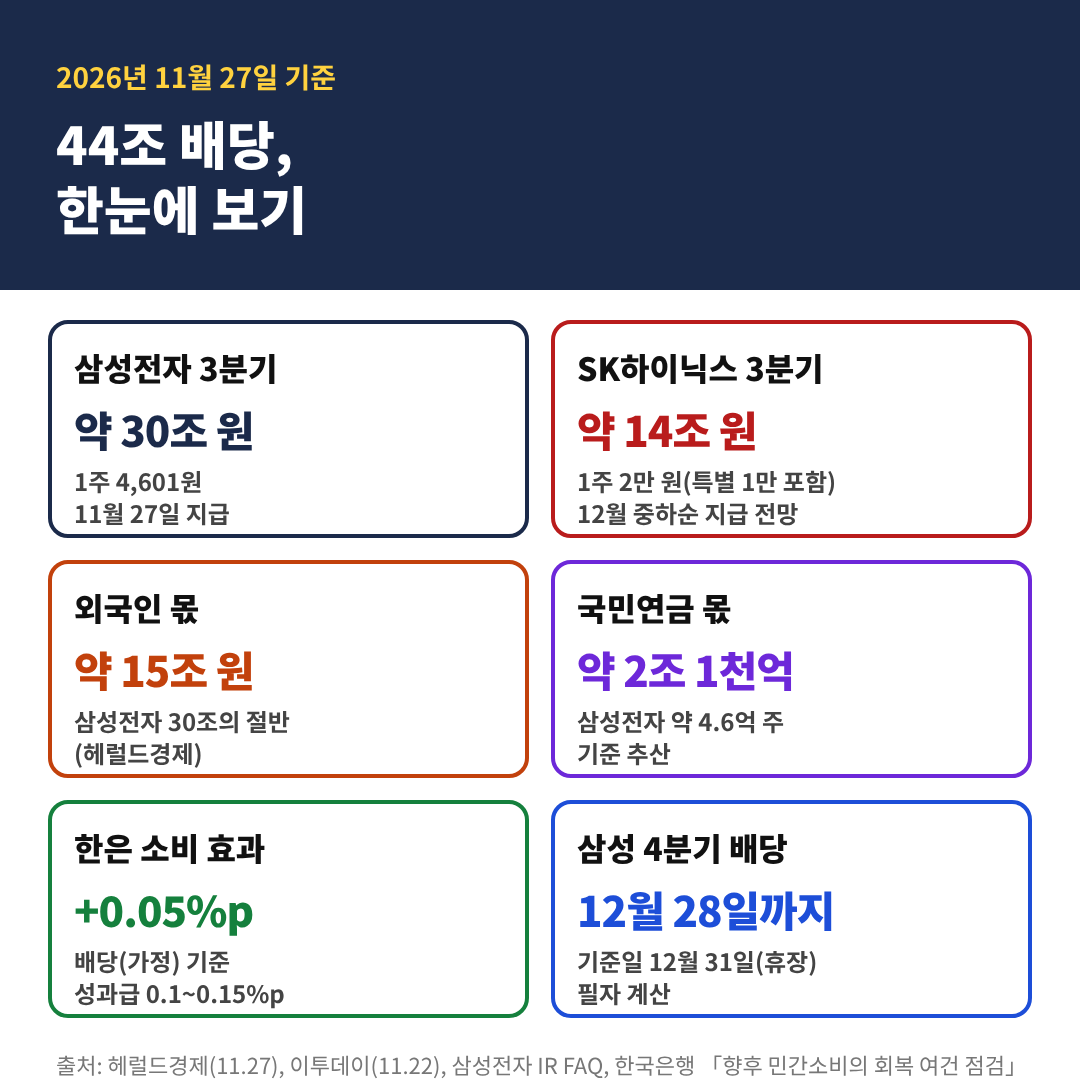 2026년 11월 27일 기준
44조 배당,
한눈에 보기
삼성전자 3분기
약 30조 원
1주 4,601원
11월 27일 지급
SK하이닉스 3분기
약 14조 원
1주 2만 원(특별 1만 포함)
12월 중하순 지급 전망
외국인 몫
약 15조 원
삼성전자 30조의 절반
(헤럴드경제)
국민연금 몫
약 2조 1천억
삼성전자 약 4.6억 주
기준 추산
한은 소비 효과
+0.05%p
배당(가정) 기준
성과급 0.1~0.15%p
삼성 4분기 배당
12월 28일까지
기준일 12월 31일(휴장)
필자 계산
출처: 헤럴드경제(11.27), 이투데이(11.22), 삼성전자 IR FAQ, 한국은행 「향후 민간소비의 회복 여건 점검」